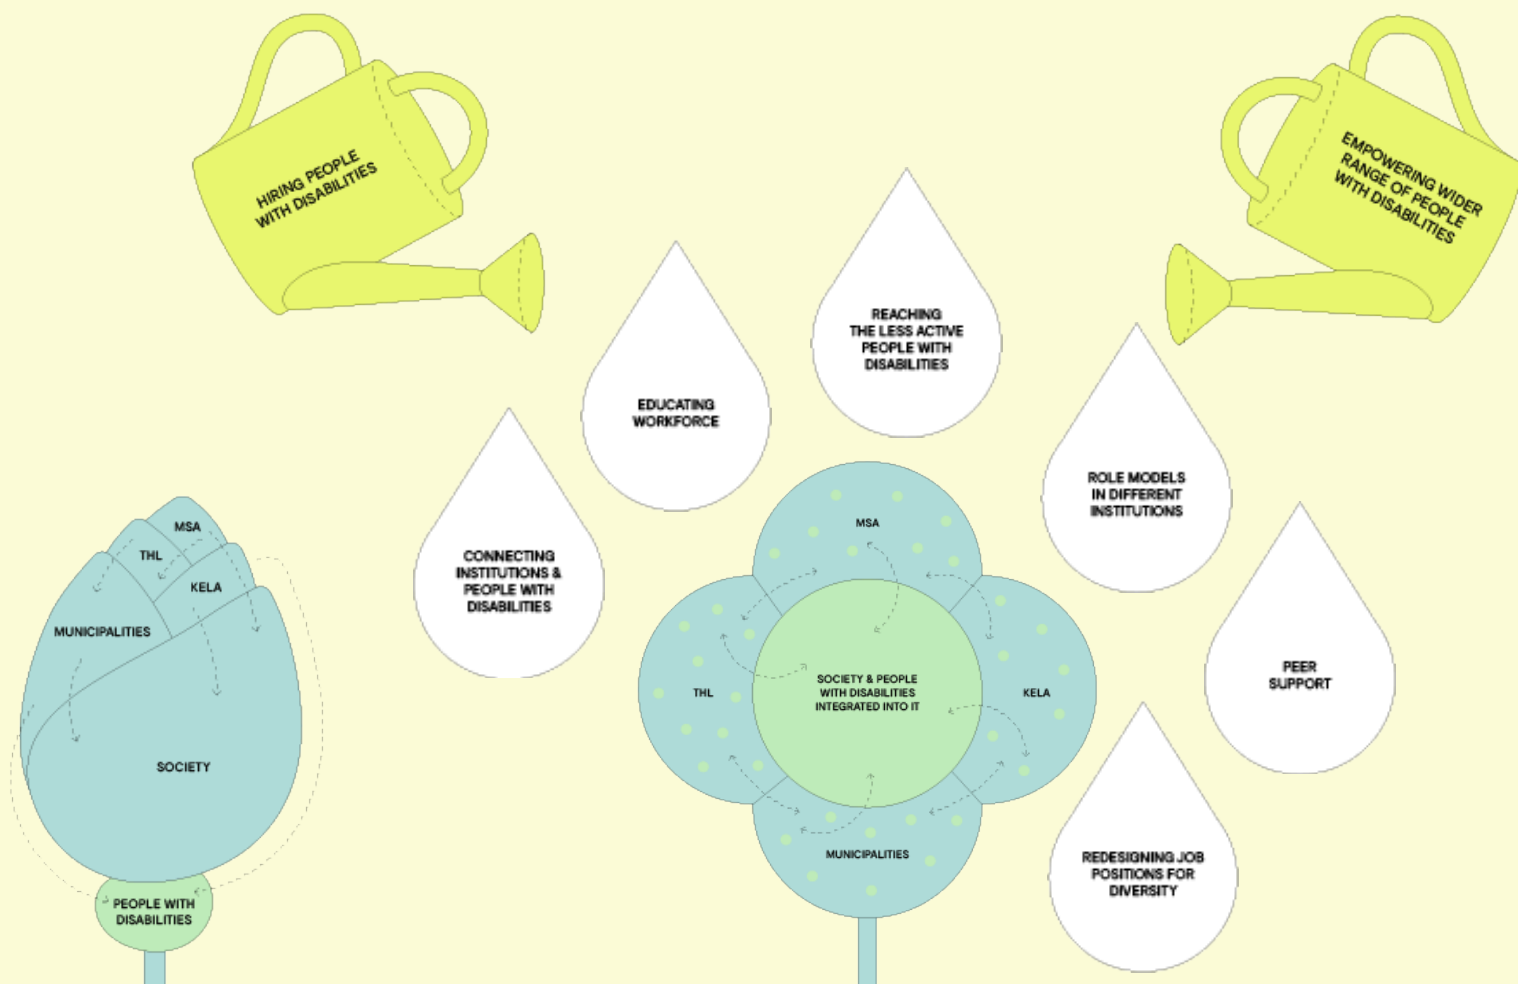 HIRING PEOPLE
WITH DISABILITIES
EMPOWERING WIDER
RANGE OF PEOPLE
WITH DISABILITIES
REACHING
THE LESS ACTIVE
PEOPLE WITH
DISABILITIES
EDUCATING
WORKFORCE
ROLE MODELS
IN DIFFERENT
INSTITUTIONS
CONNECTING
INSTITUTIONS &
PEOPLE WITH
DISABILITIES
PEER
SUPPORT
REDESIGNING JOB
POSITIONS FOR
DIVERSITY
MSA
THL
KELA
MUNICIPALITIES
SOCIETY
PEOPLE WITH
DISABILITIES
MSA
THL
SOCIETY & PEOPLE
WITH DISABILITIES
INTEGRATED INTO IT
KELA
MUNICIPALITIES